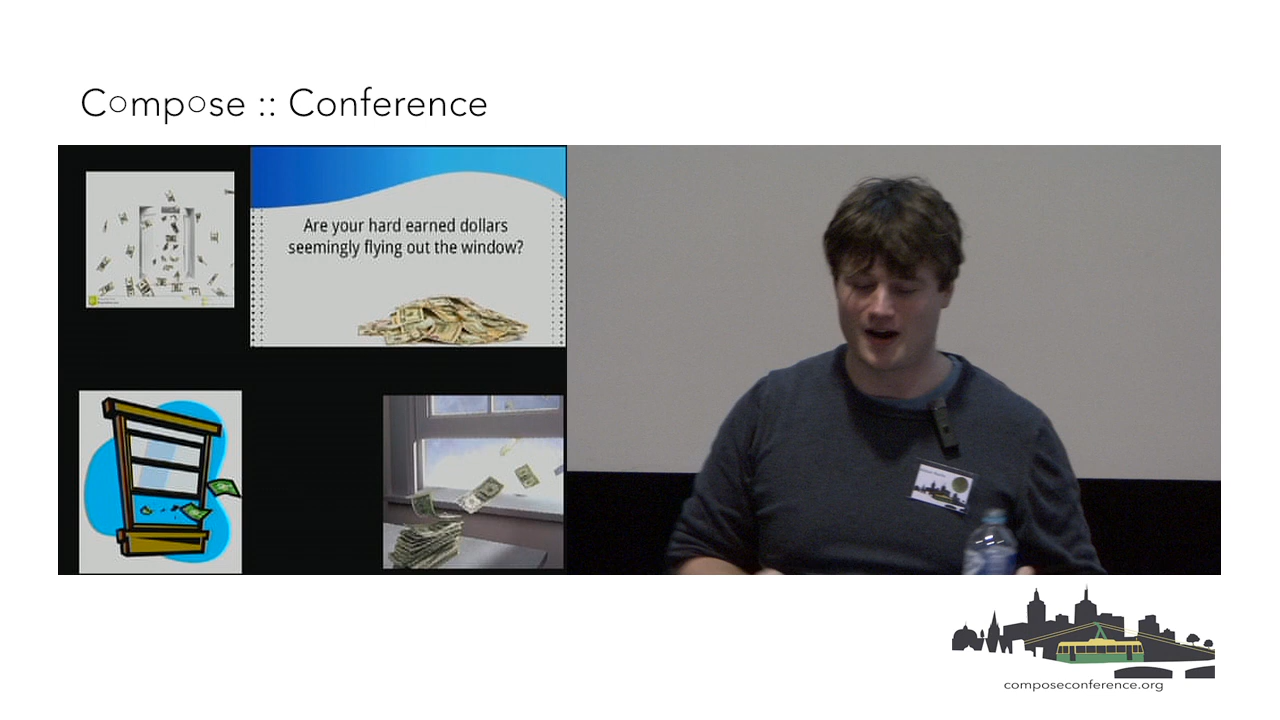 Compose :: Conference
Are your hard earned dollars
seemingly flying out the window?
composeconference.org